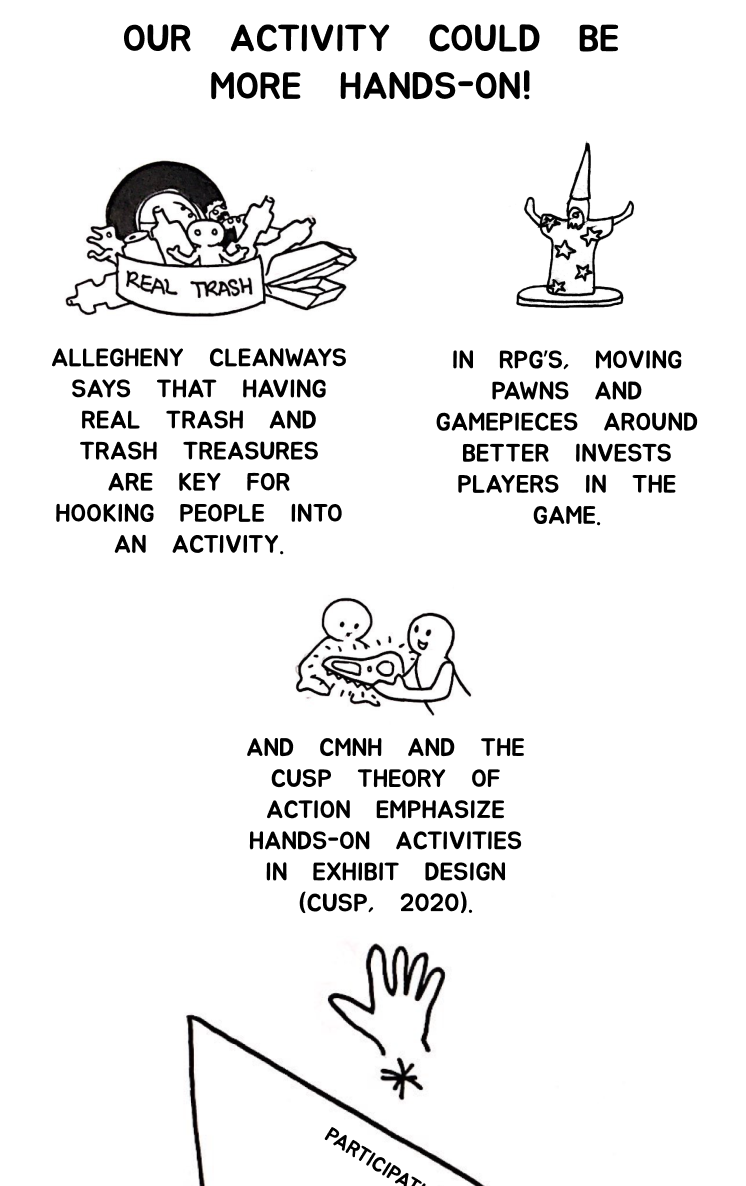 OUR ACTIVITY COULD BE
MORE HANDS-ON!
REAL TRASH
ALLEGHENY CLEANWAYS
SAYS THAT HAVING
REAL TRASH AND
TRASH TREASURES
ARE KEY FOR
HOOKING PEOPLE INTO
AN ACTIVITY.
IN RPG'S, MOVING
PAWNS AND
GAMEPIECES AROUND
BETTER INVESTS
PLAYERS IN THE
GAME.
AND CMNH AND THE
CUSP THEORY OF
ACTION EMPHASIZE
HANDS-ON ACTIVITIES
IN EXHIBIT DESIGN
(CUSP, 2020).